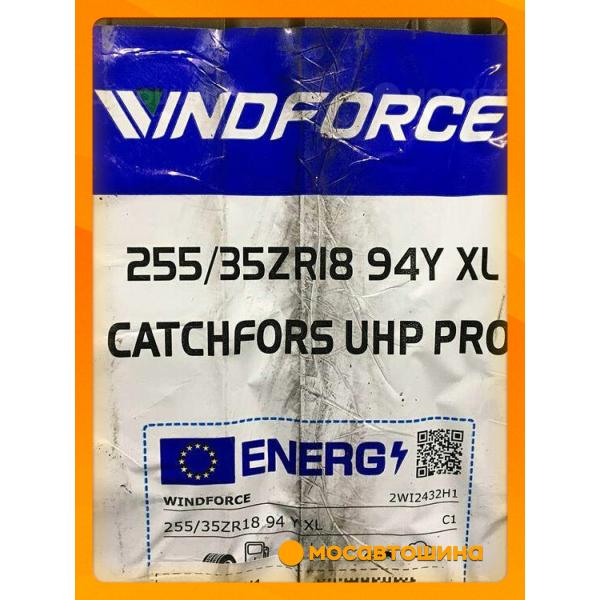 WINDFORCE
255/35ZR18 94Y XL
CATCHFORS UHP PRO
ENERG
WINDFORCE 2WI2432H1
255/35ZR18 94 Y XL C1
мосавтошина